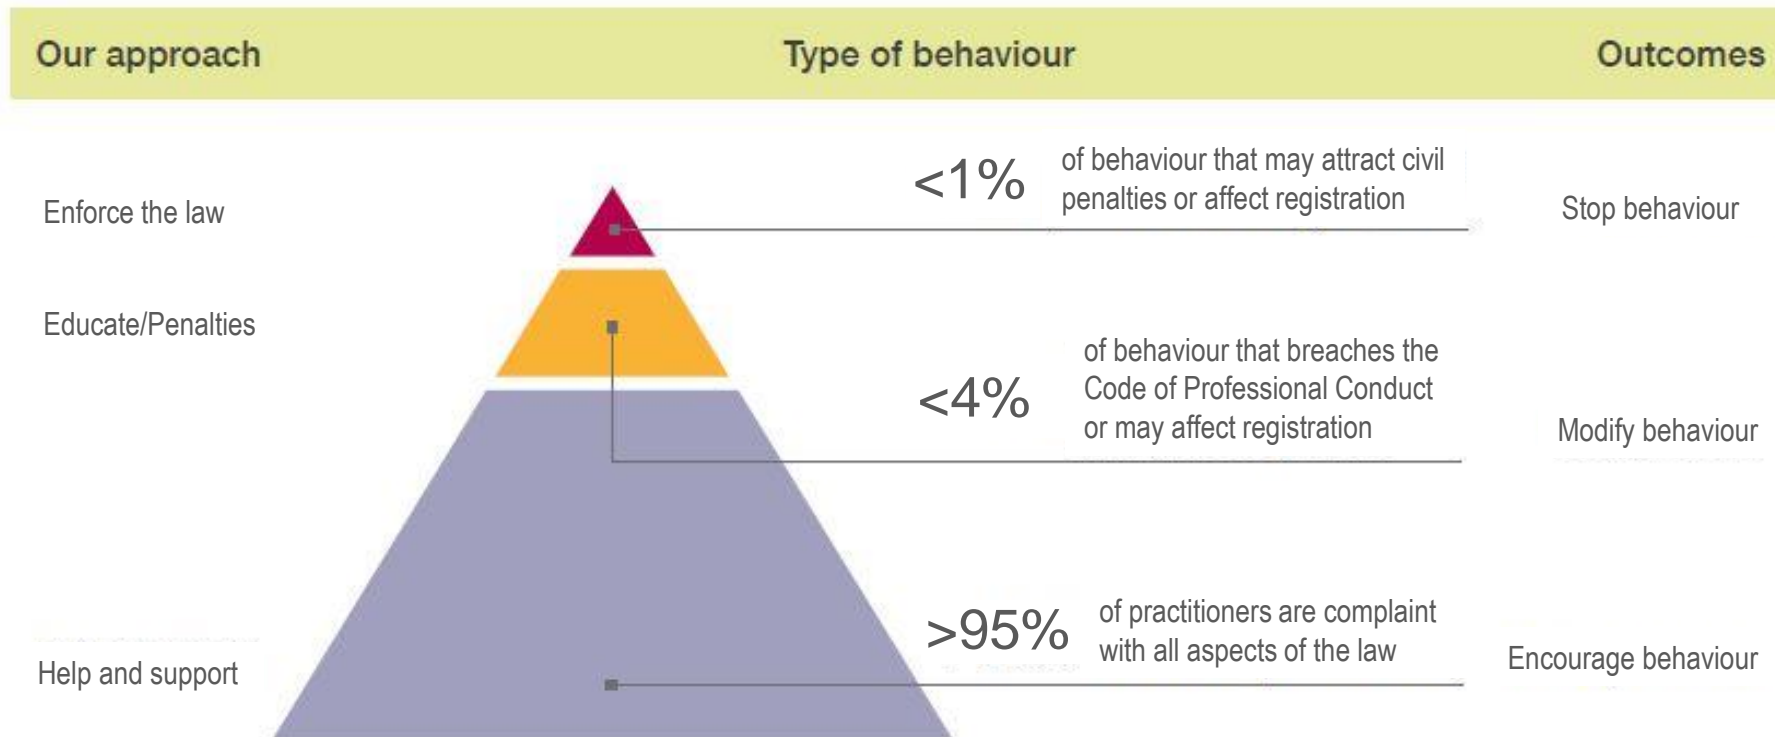 Our approach
Type of behaviour
Outcomes
Enforce the law
<1%
of behaviour that may attract civil
penalties or affect registration
Stop behaviour
Educate/Penalties
<4%
of behaviour that breaches the
Code of Professional Conduct
or may affect registration
Modify behaviour
Help and support
>95%
of practitioners are complaint
with all aspects of the law
Encourage behaviour